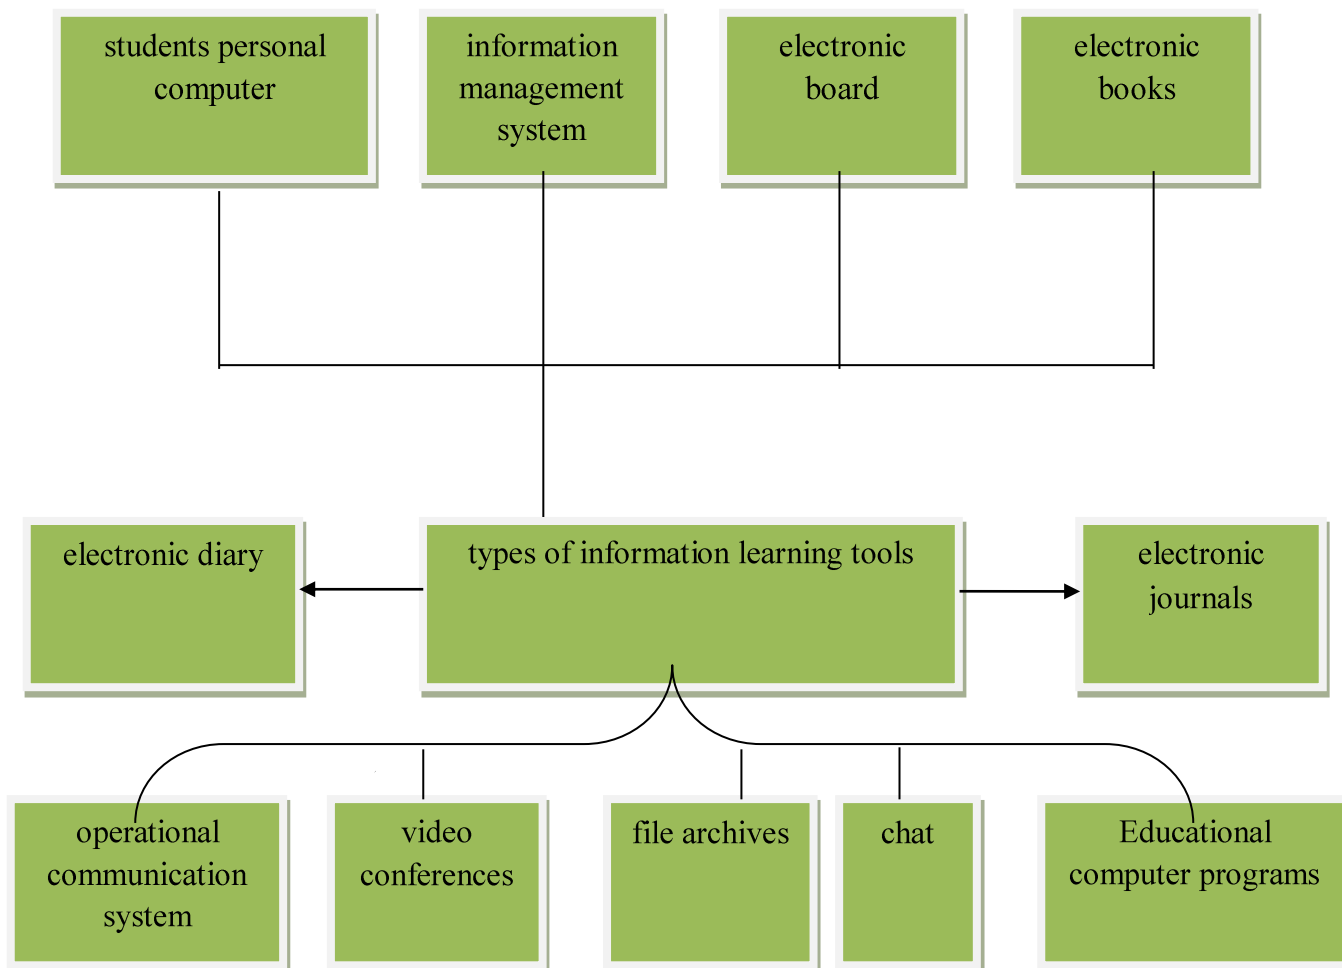 students personal
computer
information
management
system
electronic
board
electronic
books
electronic diary
types of information learning tools
electronic
journals
operational
communication
system
video
conferences
file archives
chat
Educational
computer programs